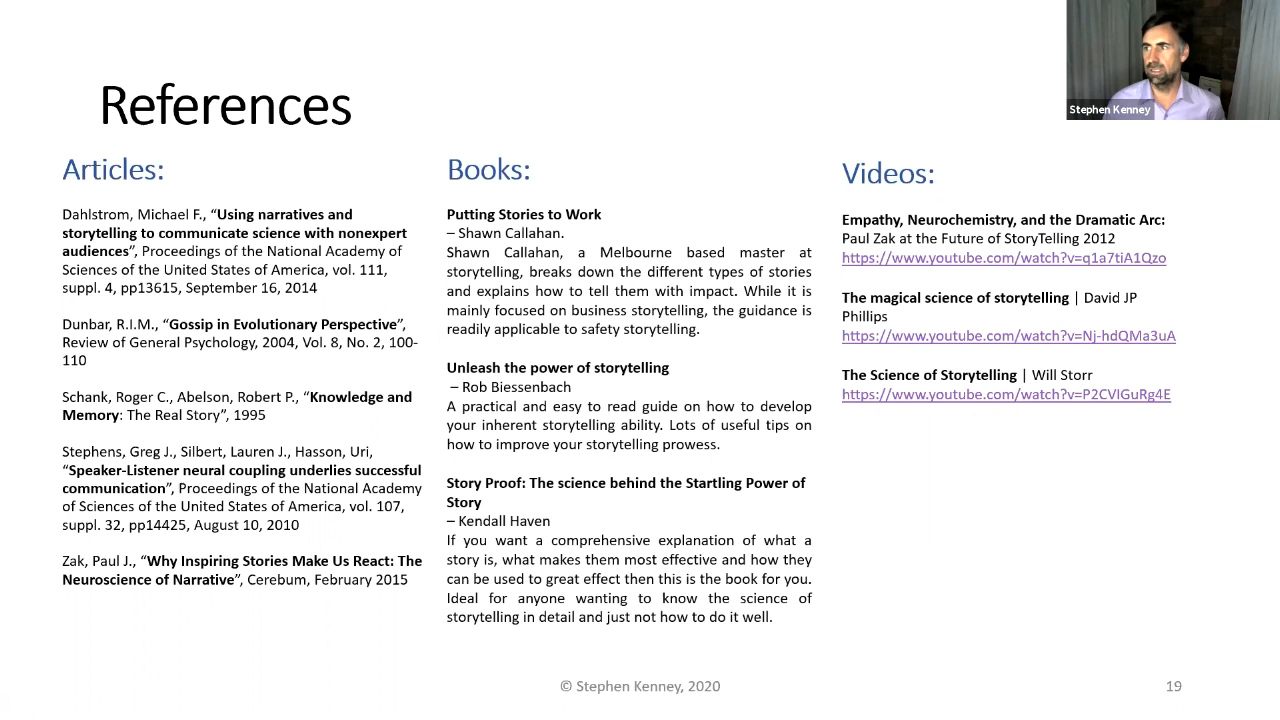 References
Stephen Kenney
Articles:
Dahlstrom, Michael F., “Using narratives and
storytelling to communicate science with nonexpert
audiences”, Proceedings of the National Academy of
Sciences of the United States of America, vol. 111,
suppl. 4, pp13615, September 16, 2014
Dunbar, R.I.M., “Gossip in Evolutionary Perspective”,
Review of General Psychology, 2004, Vol. 8, No. 2, 100-
110
Schank, Roger C., Abelson, Robert P., “Knowledge and
Memory: The Real Story”, 1995
Stephens, Greg J., Silbert, Lauren J., Hasson, Uri,
“Speaker-Listener neural coupling underlies successful
communication”, Proceedings of the National Academy
of Sciences of the United States of America, vol. 107,
suppl. 32, pp14425, August 10, 2010
Zak, Paul J., “Why Inspiring Stories Make Us React: The
Neuroscience of Narrative”, Cerebum, February 2015
Books:
Putting Stories to Work
– Shawn Callahan.
Shawn Callahan, a Melbourne based master at
storytelling, breaks down the different types of stories
and explains how to tell them with impact. While it is
mainly focused on business storytelling, the guidance is
readily applicable to safety storytelling.
Unleash the power of storytelling
– Rob Biessenbach
A practical and easy to read guide on how to develop
your inherent storytelling ability. Lots of useful tips on
how to improve your storytelling prowess.
Story Proof: The science behind the Startling Power of
Story
– Kendall Haven
If you want a comprehensive explanation of what a
story is, what makes them most effective and how they
can be used to great effect then this is the book for you.
Ideal for anyone wanting to know the science of
storytelling in detail and just not how to do it well.
Videos:
Empathy, Neurochemistry, and the Dramatic Arc:
Paul Zak at the Future of StoryTelling 2012
https://www.youtube.com/watch?v=q1a7tiA1Qzo
The magical science of storytelling | David JP
Phillips
https://www.youtube.com/watch?v=Nj-hdQMa3uA
The Science of Storytelling | Will Storr
https://www.youtube.com/watch?v=P2CVIGuRg4E
© Stephen Kenney, 2020
19